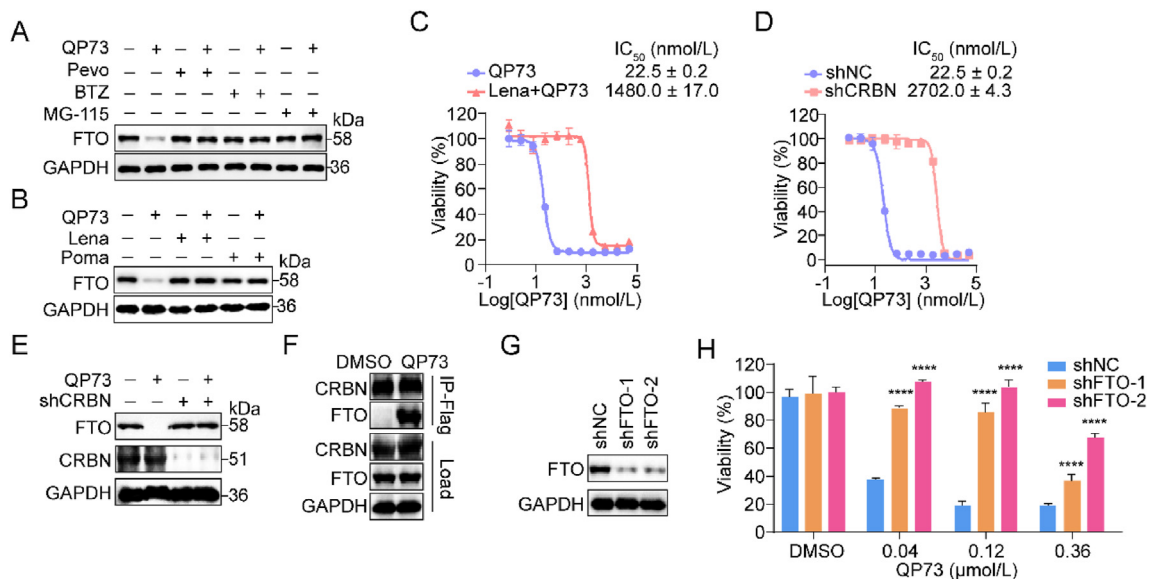 A
QP73 − + − + − + − +
Pevo − − + + − − − −
BTZ − − − − + + − −
MG-115 − − − − − − + +
kDa
FTO 58
GAPDH 36
B
QP73 − + − + − +
Lena − − + + − −
Poma − − − − + +
kDa
FTO 58
GAPDH 36
C
IC50 (nmol/L)
QP73 22.5 ± 0.2
Lena+QP73 1480.0 ± 17.0
Viability (%)
120
100
80
60
40
20
0
-1 1 3 5
Log[QP73] (nmol/L)
D
IC50 (nmol/L)
shNC 22.5 ± 0.2
shCRBN 2702.0 ± 4.3
Viability (%)
120
100
80
60
40
20
0
-1 1 3 5
Log[QP73] (nmol/L)
E
QP73 − + − +
shCRBN − − + +
kDa
FTO 58
CRBN 51
GAPDH 36
F
DMSO QP73
CRBN
FTO
IP-Flag
CRBN
FTO
GAPDH
Load
G
shNC shFTO-1 shFTO-2
FTO
GAPDH
H
shNC
shFTO-1
shFTO-2
Viability (%)
120
100
80
60
40
20
0
**** ****
**** ****
**** ****
DMSO 0.04 0.12 0.36
QP73 (μmol/L)